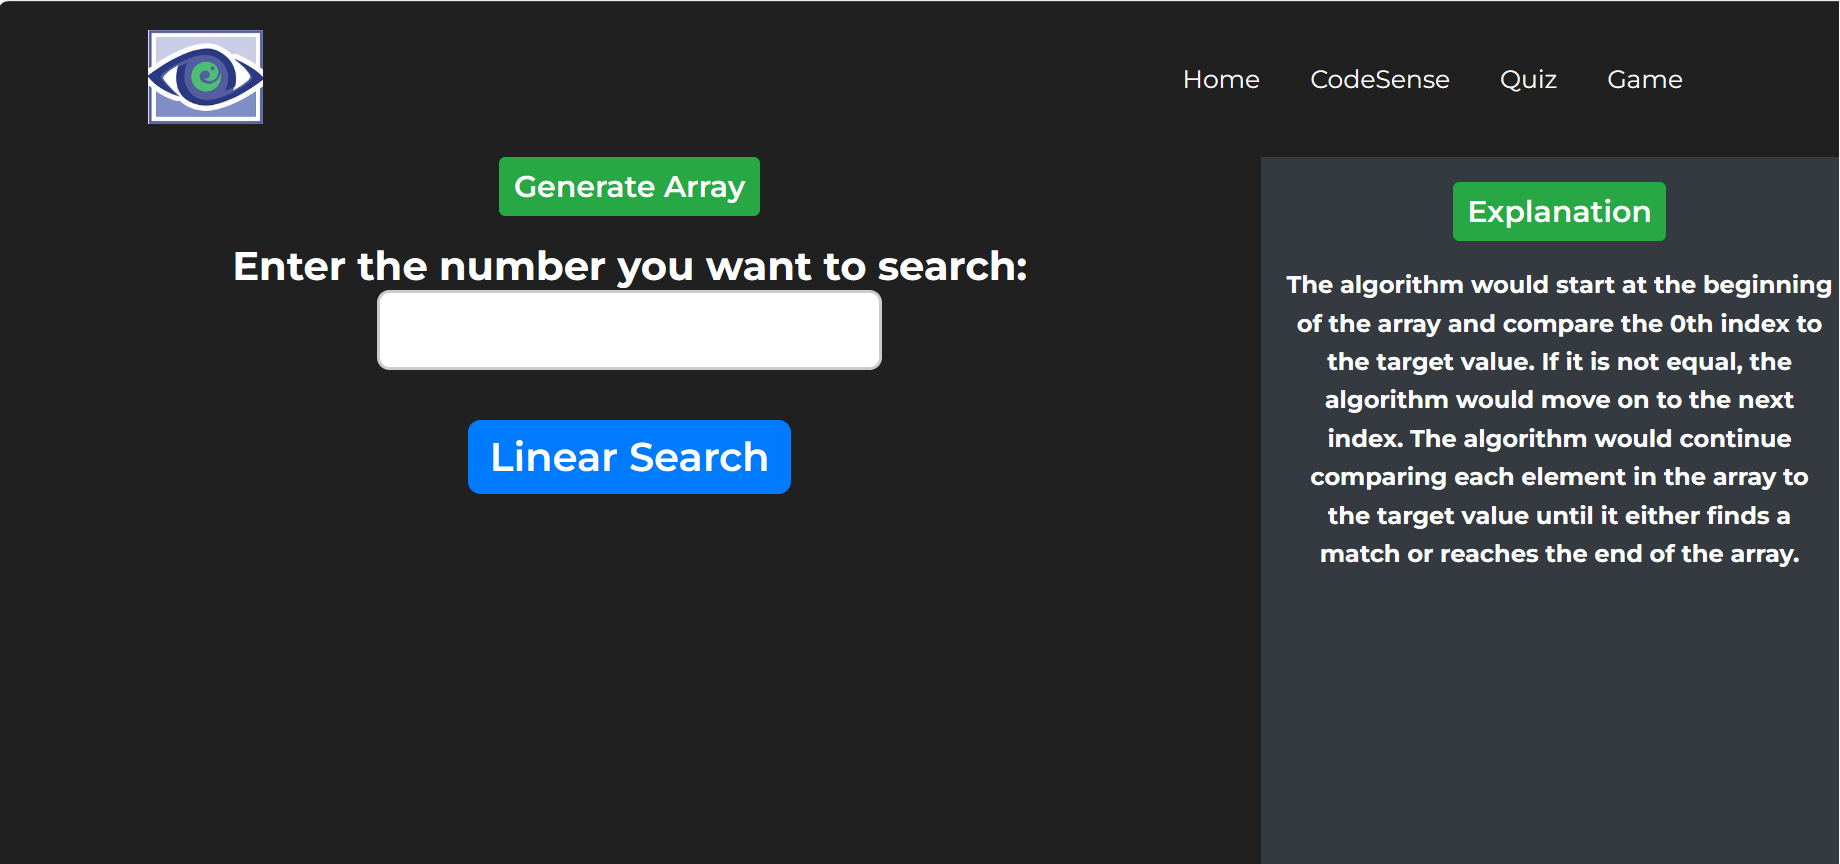 Home CodeSense Quiz Game
Generate Array
Enter the number you want to search:
Linear Search
Explanation
The algorithm would start at the beginning
of the array and compare the 0th index to
the target value. If it is not equal, the
algorithm would move on to the next
index. The algorithm would continue
comparing each element in the array to
the target value until it either finds a
match or reaches the end of the array.